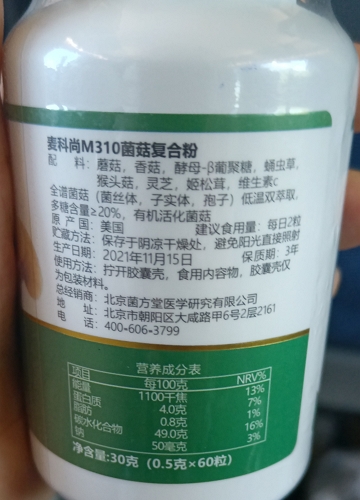 麦科尚M310菌菇复合粉
配 料：蘑菇，香菇，酵母-β葡聚糖，蛹虫草，
猴头菇，灵芝，姬松茸，维生素c
全谱菌菇（菌丝体，子实体，孢子）低温双萃取，
多糖含量≥20%，有机活化菌菇
原 产 国：美国 建议食用量：每日2粒
贮藏方法：保存于阴凉干燥处，避免阳光直接照射
生产日期：2021年11月15日 保质期：3年
使用方法：拧开胶囊壳，食用内容物，胶囊壳仅
为包装材料。
总经销商：北京菌方堂医学研究有限公司
地 址：北京市朝阳区大咸路甲6号2层2161
电 话：400-606-3799
营养成分表
项目 每100克 NRV%
能量 1100千焦 13%
蛋白质 4.0克 7%
脂肪 0.8克 1%
碳水化合物 49.0克 16%
钠 50毫克 3%
净含量:30克（0.5克×60粒）